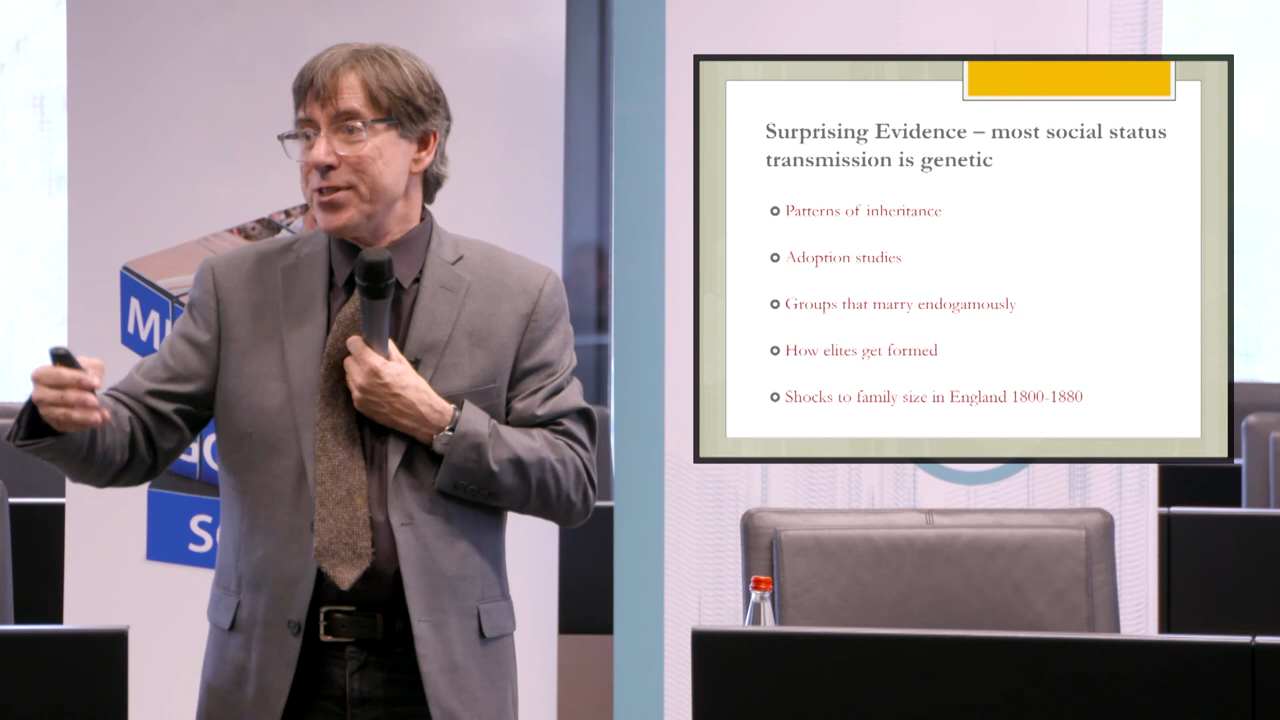 Surprising Evidence – most social status
transmission is genetic
Patterns of inheritance
Adoption studies
Groups that marry endogamously
How elites get formed
Shocks to family size in England 1800-1880